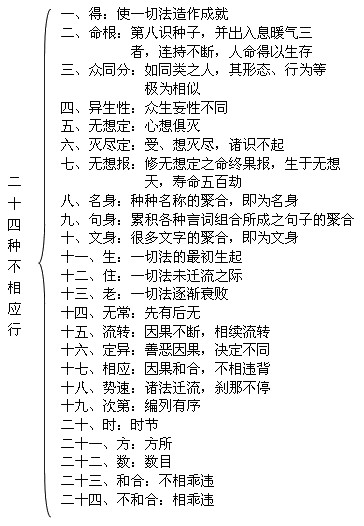 二十四种不相应行
一、得：使一切法造作成就
二、命根：第八识种子，并出入息暖气三
者，连持不断，人命得以生存
三、众同分：如同类之人，其形态、行为等
极为相似
四、异生性：众生妄性不同
五、无想定：心想俱灭
六、灭尽定：受、想灭尽，诸识不起
七、无想报：修无想定之命终果报，生于无想
天，寿命五百劫
八、名身：种种名称的聚合，即为名身
九、句身：累积各种言词组合所成之句子的聚合
十、文身：很多文字的聚合，即为文身
十一、生：一切法的最初生起
十二、住：一切法未迁流之际
十三、老：一切法逐渐衰败
十四、无常：先有后无
十五、流转：因果不断，相续流转
十六、定异：善恶因果，决定不同
十七、相应：因果和合，不相违背
十八、势速：诸法迁流，刹那不停
十九、次第：编列有序
二十、时：时节
二十一、方：方所
二十二、数：数目
二十三、和合：不相乖违
二十四、不和合：相乖违